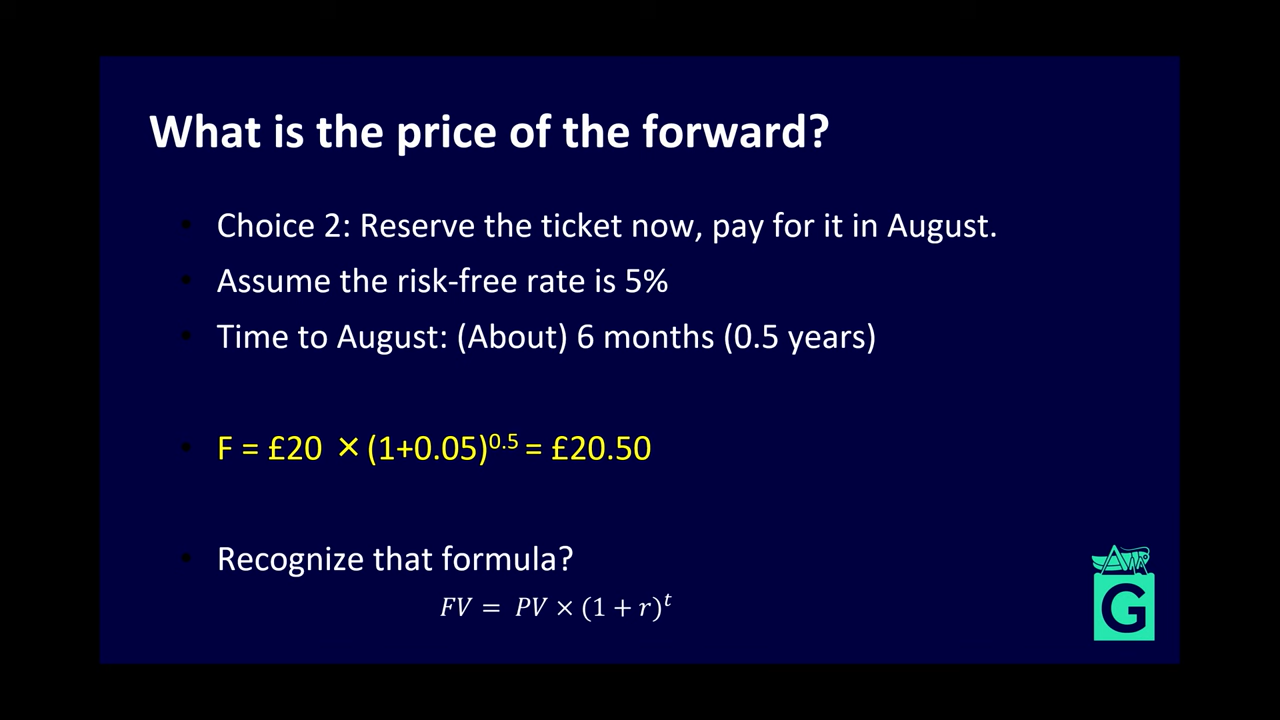 What is the price of the forward?
• Choice 2: Reserve the ticket now, pay for it in August.
• Assume the risk-free rate is 5%
• Time to August: (About) 6 months (0.5 years)
• F = £20 × (1+0.05)^0.5 = £20.50
• Recognize that formula?
FV = PV × (1 + r)^t
G